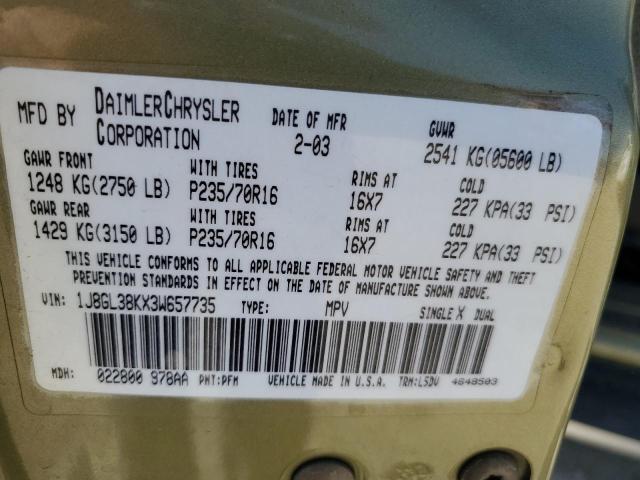 MFD BY DAIMLERCHRYSLER CORPORATION DATE OF MFR 2-03 GVWR 2541 KG(05600 LB)
GAWR FRONT WITH TIRES RIMS AT COLD
1248 KG(2750 LB) P235/70R16 16X7 227 KPA(33 PSI)
GAWR REAR WITH TIRES RIMS AT COLD
1429 KG(3150 LB) P235/70R16 16X7 227 KPA(33 PSI)
THIS VEHICLE CONFORMS TO ALL APPLICABLE FEDERAL MOTOR VEHICLE SAFETY AND THEFT
PREVENTION STANDARDS IN EFFECT ON THE DATE OF MANUFACTURE SHOWN ABOVE.
VIN: 1J8GL38KX3W657735 TYPE: MPV SINGLE X DUAL
MDH: 022800 978AA PNT:PFM VEHICLE MADE IN U.S.A. TRM:L5DV 4648503